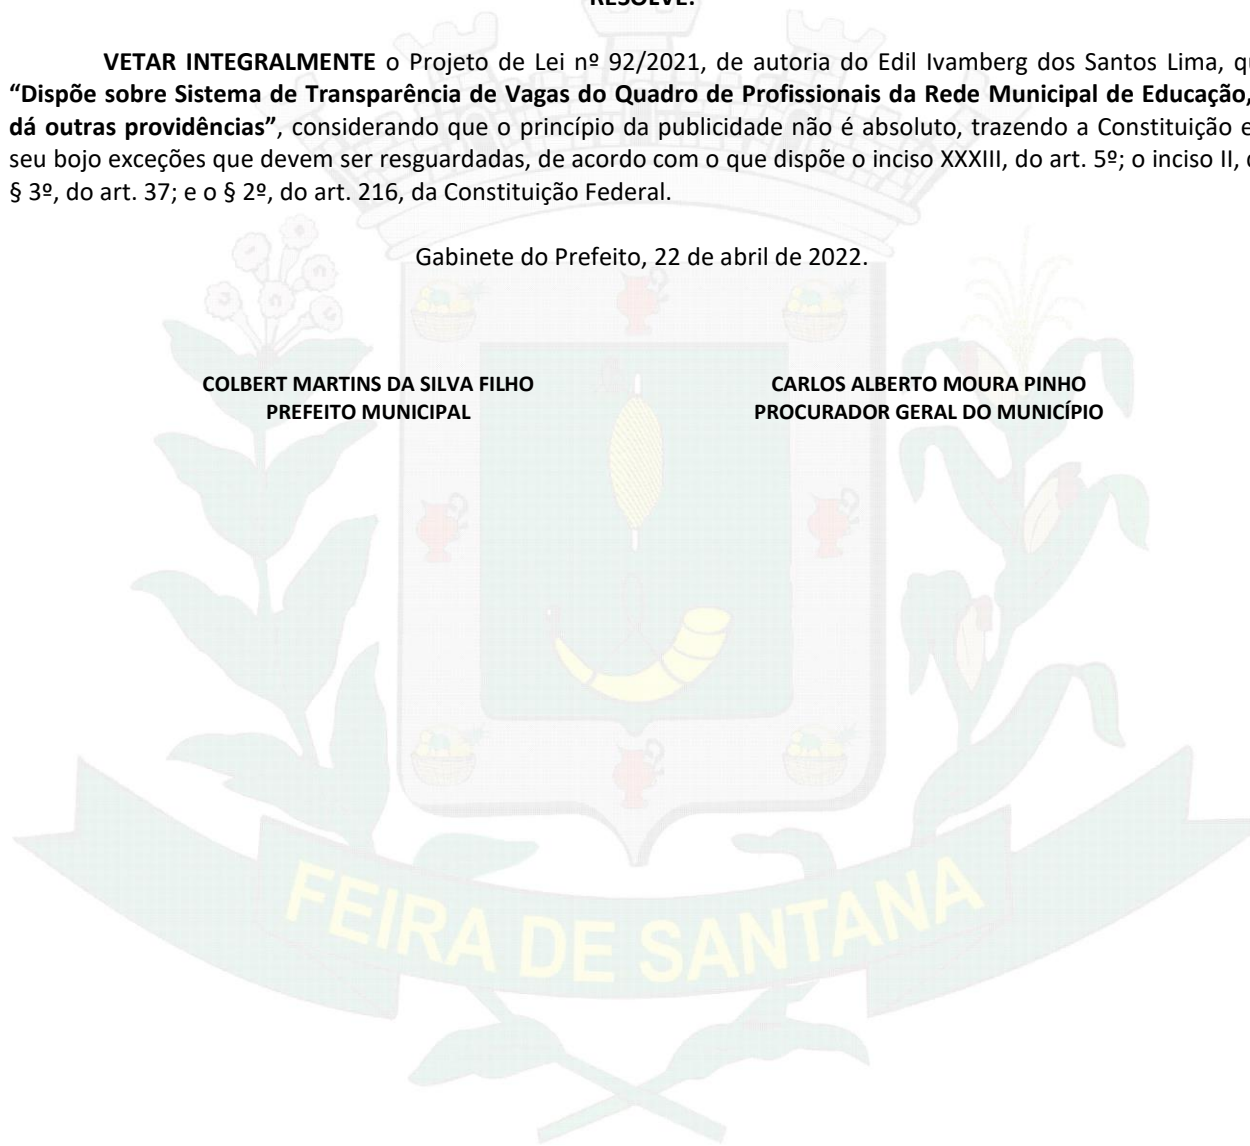 RESOLVE:
VETAR INTEGRALMENTE o Projeto de Lei nº 92/2021, de autoria do Edil Ivamberg dos Santos Lima, qu
“Dispõe sobre Sistema de Transparência de Vagas do Quadro de Profissionais da Rede Municipal de Educação,
dá outras providências”, considerando que o princípio da publicidade não é absoluto, trazendo a Constituição e
seu bojo exceções que devem ser resguardadas, de acordo com o que dispõe o inciso XXXIII, do art. 5º; o inciso II, d
§ 3º, do art. 37; e o § 2º, do art. 216, da Constituição Federal.
Gabinete do Prefeito, 22 de abril de 2022.
COLBERT MARTINS DA SILVA FILHO
PREFEITO MUNICIPAL
CARLOS ALBERTO MOURA PINHO
PROCURADOR GERAL DO MUNICÍPIO
FEIRA DE SANTANA